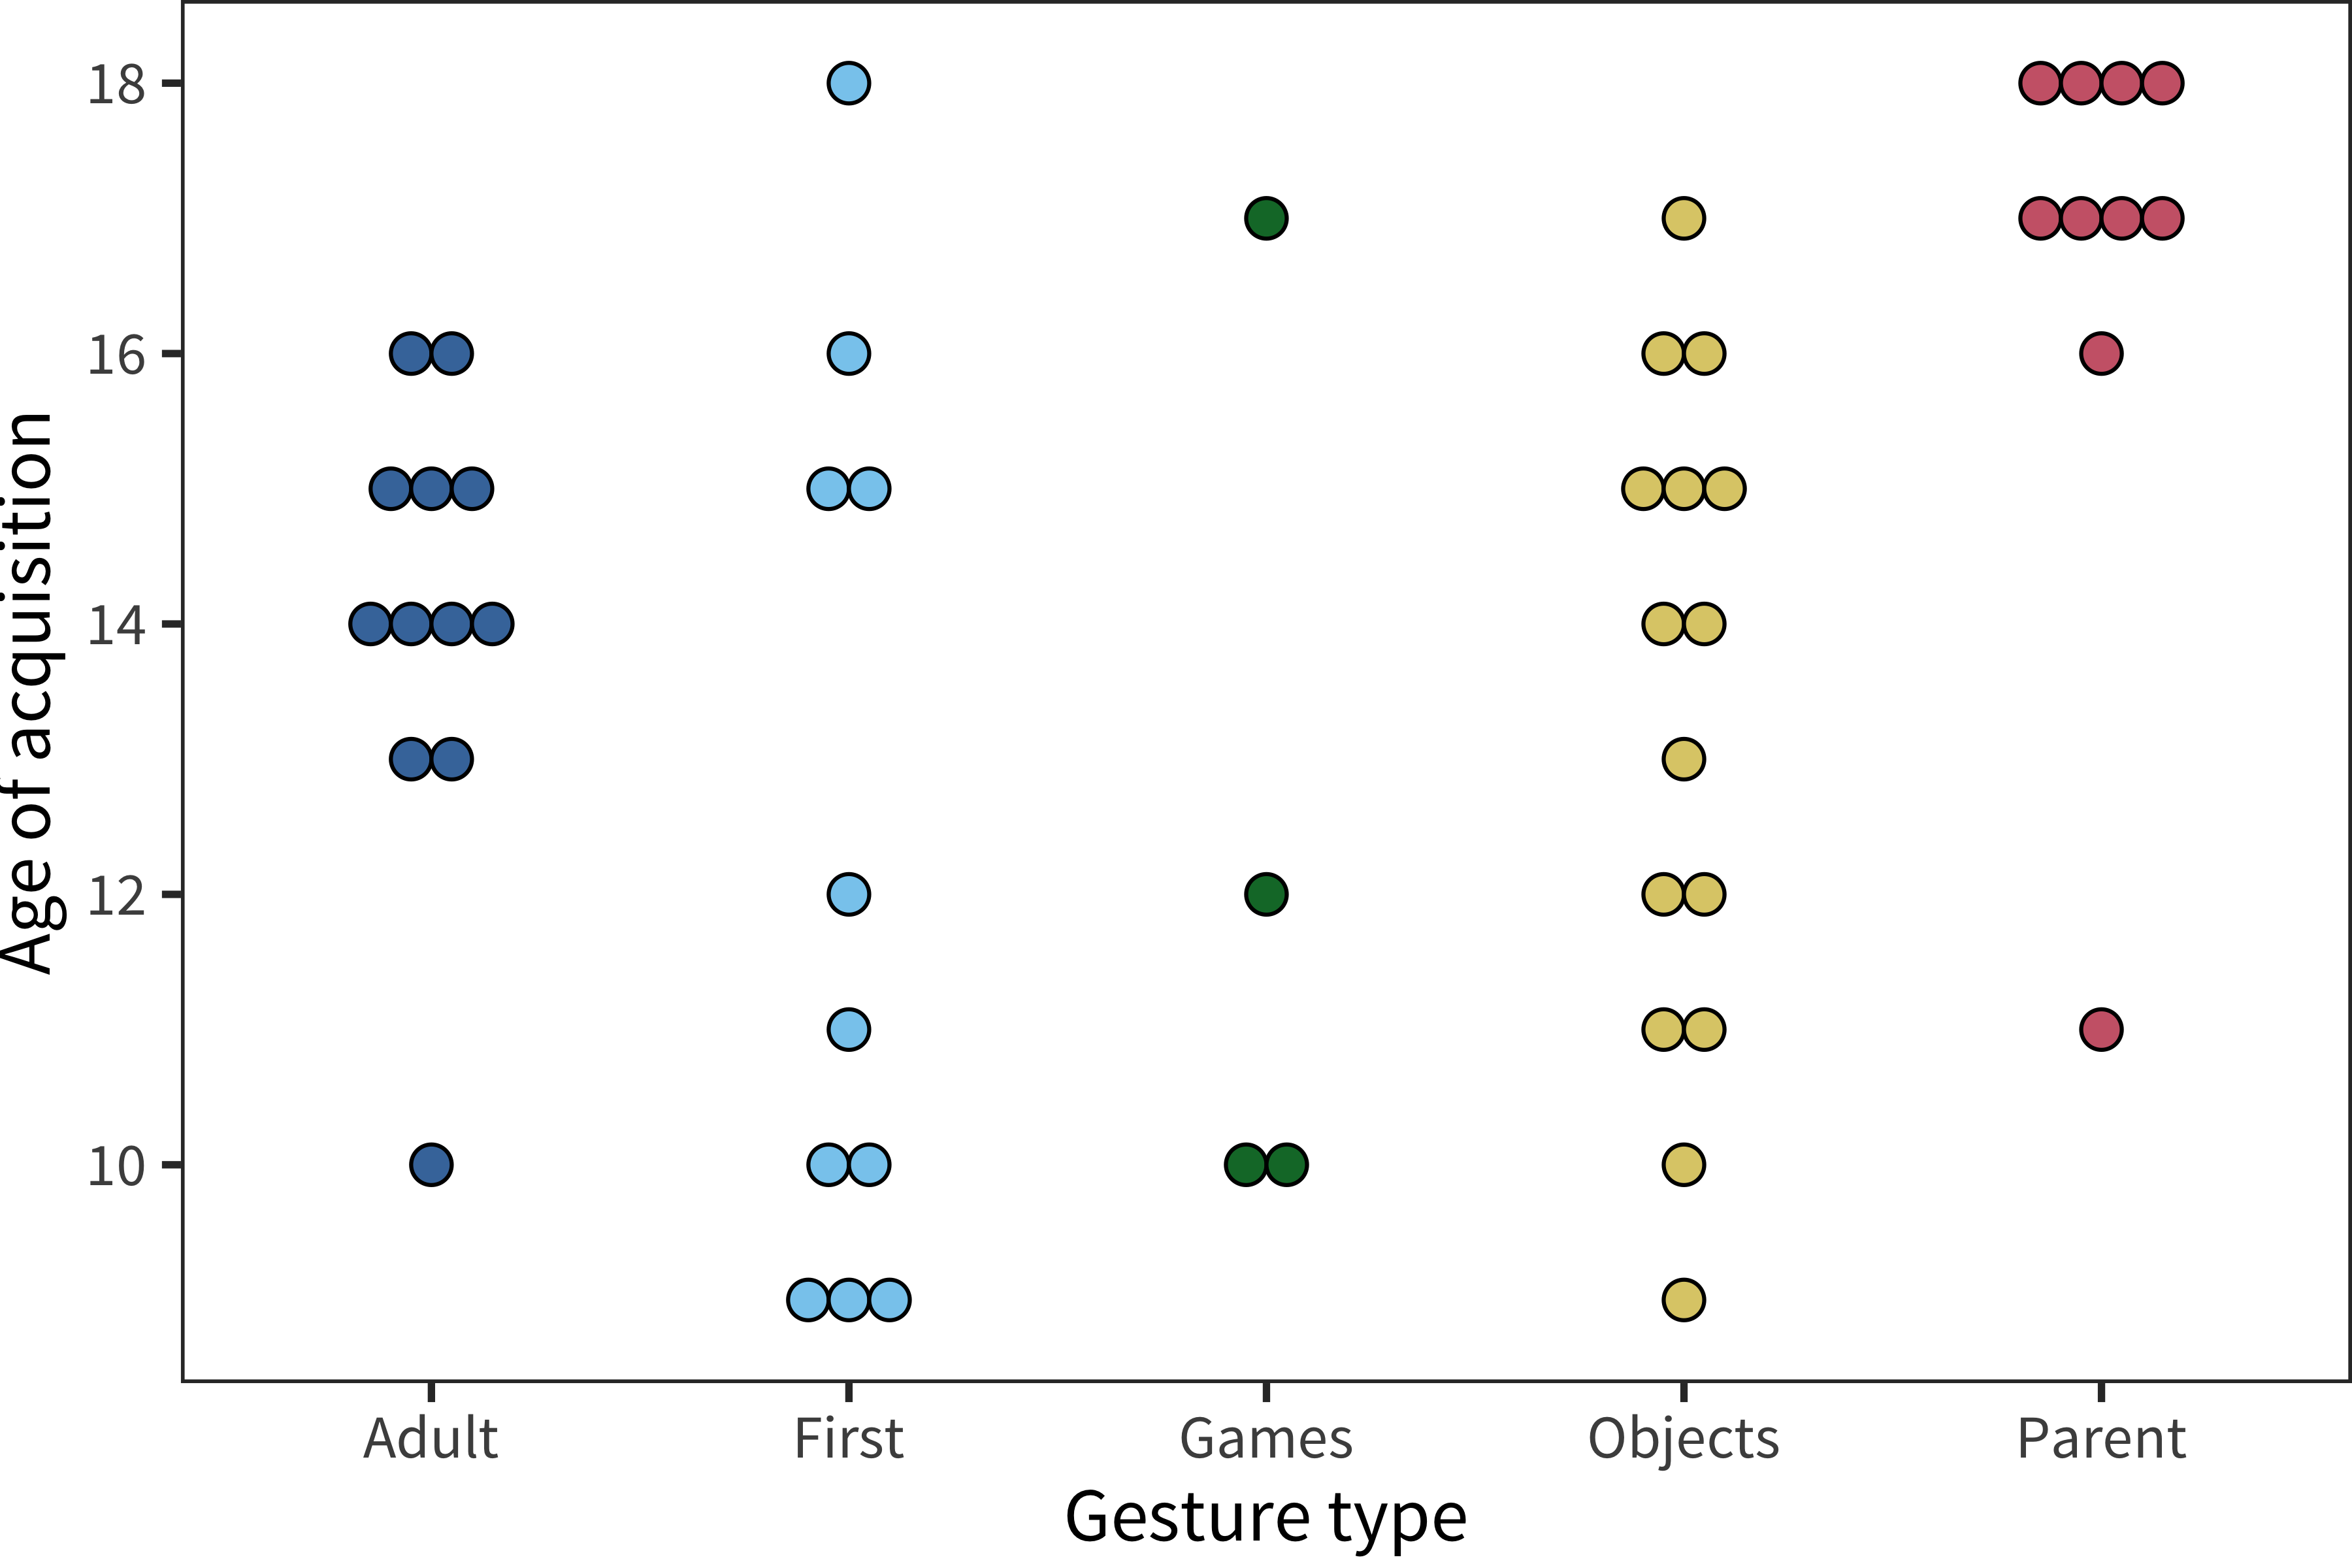 Age of acquisition
18
16
14
12
10
Adult First Games Objects Parent
Gesture type